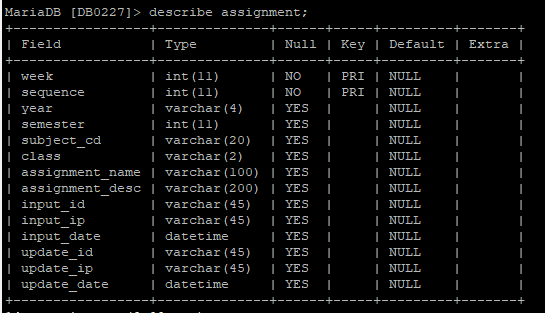 MariaDB [DB0227]> describe assignment;
+-----------------+--------------+------+-----+---------+-------+
| Field           | Type         | Null | Key | Default | Extra |
+-----------------+--------------+------+-----+---------+-------+
| week            | int(11)      | NO   | PRI | NULL    |       |
| sequence        | int(11)      | NO   | PRI | NULL    |       |
| year            | varchar(4)   | YES  |     | NULL    |       |
| semester        | int(11)      | YES  |     | NULL    |       |
| subject_cd      | varchar(20)  | YES  |     | NULL    |       |
| class           | varchar(2)   | YES  |     | NULL    |       |
| assignment_name | varchar(100) | YES  |     | NULL    |       |
| assignment_desc | varchar(200) | YES  |     | NULL    |       |
| input_id        | varchar(45)  | YES  |     | NULL    |       |
| input_ip        | varchar(45)  | YES  |     | NULL    |       |
| input_date      | datetime     | YES  |     | NULL    |       |
| update_id       | varchar(45)  | YES  |     | NULL    |       |
| update_ip       | varchar(45)  | YES  |     | NULL    |       |
| update_date     | datetime     | YES  |     | NULL    |       |
+-----------------+--------------+------+-----+---------+-------+